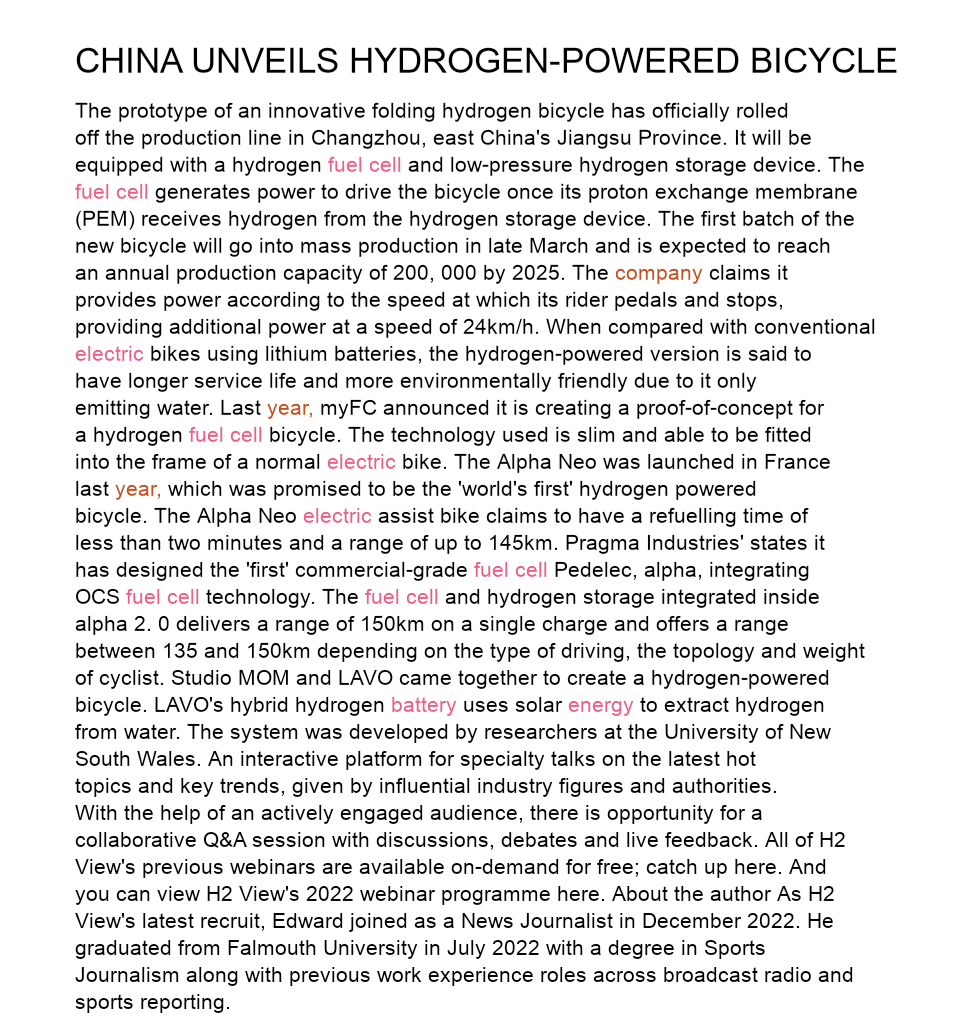 CHINA UNVEILS HYDROGEN-POWERED BICYCLE
The prototype of an innovative folding hydrogen bicycle has officially rolled
off the production line in Changzhou, east China's Jiangsu Province. It will be
equipped with a hydrogen fuel cell and low-pressure hydrogen storage device. The
fuel cell generates power to drive the bicycle once its proton exchange membrane
(PEM) receives hydrogen from the hydrogen storage device. The first batch of the
new bicycle will go into mass production in late March and is expected to reach
an annual production capacity of 200, 000 by 2025. The company claims it
provides power according to the speed at which its rider pedals and stops,
providing additional power at a speed of 24km/h. When compared with conventional
electric bikes using lithium batteries, the hydrogen-powered version is said to
have longer service life and more environmentally friendly due to it only
emitting water. Last year, myFC announced it is creating a proof-of-concept for
a hydrogen fuel cell bicycle. The technology used is slim and able to be fitted
into the frame of a normal electric bike. The Alpha Neo was launched in France
last year, which was promised to be the 'world's first' hydrogen powered
bicycle. The Alpha Neo electric assist bike claims to have a refuelling time of
less than two minutes and a range of up to 145km. Pragma Industries' states it
has designed the 'first' commercial-grade fuel cell Pedelec, alpha, integrating
OCS fuel cell technology. The fuel cell and hydrogen storage integrated inside
alpha 2. 0 delivers a range of 150km on a single charge and offers a range
between 135 and 150km depending on the type of driving, the topology and weight
of cyclist. Studio MOM and LAVO came together to create a hydrogen-powered
bicycle. LAVO's hybrid hydrogen battery uses solar energy to extract hydrogen
from water. The system was developed by researchers at the University of New
South Wales. An interactive platform for specialty talks on the latest hot
topics and key trends, given by influential industry figures and authorities.
With the help of an actively engaged audience, there is opportunity for a
collaborative Q&A session with discussions, debates and live feedback. All of H2
View's previous webinars are available on-demand for free; catch up here. And
you can view H2 View's 2022 webinar programme here. About the author As H2
View's latest recruit, Edward joined as a News Journalist in December 2022. He
graduated from Falmouth University in July 2022 with a degree in Sports
Journalism along with previous work experience roles across broadcast radio and
sports reporting.